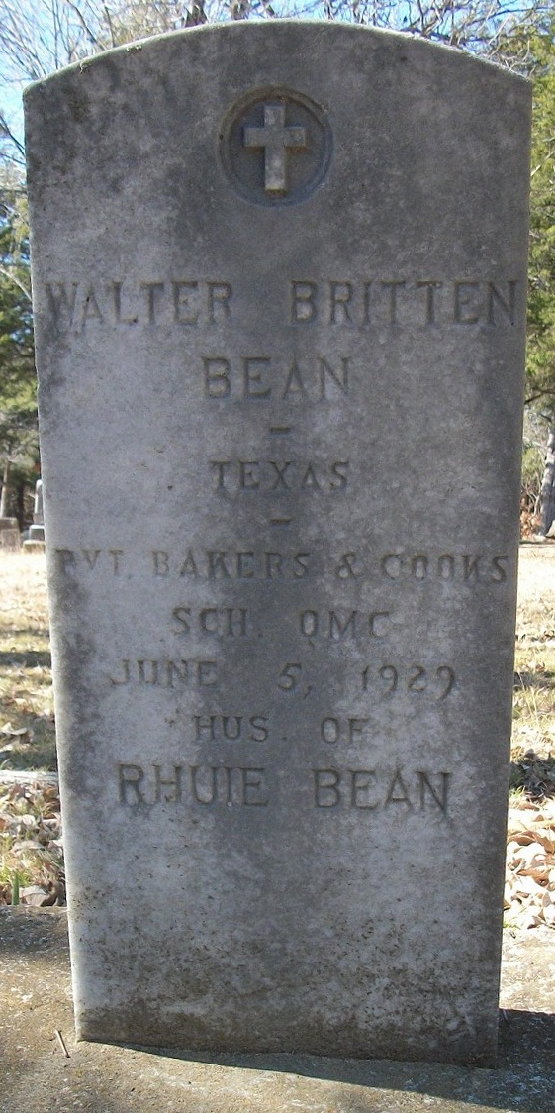 WALTER BRITTEN
BEAN
–
TEXAS
–
PVT. BAKERS & COOKS
SCH. QMC
JUNE 5, 1929
HUS. OF
RHUIE BEAN